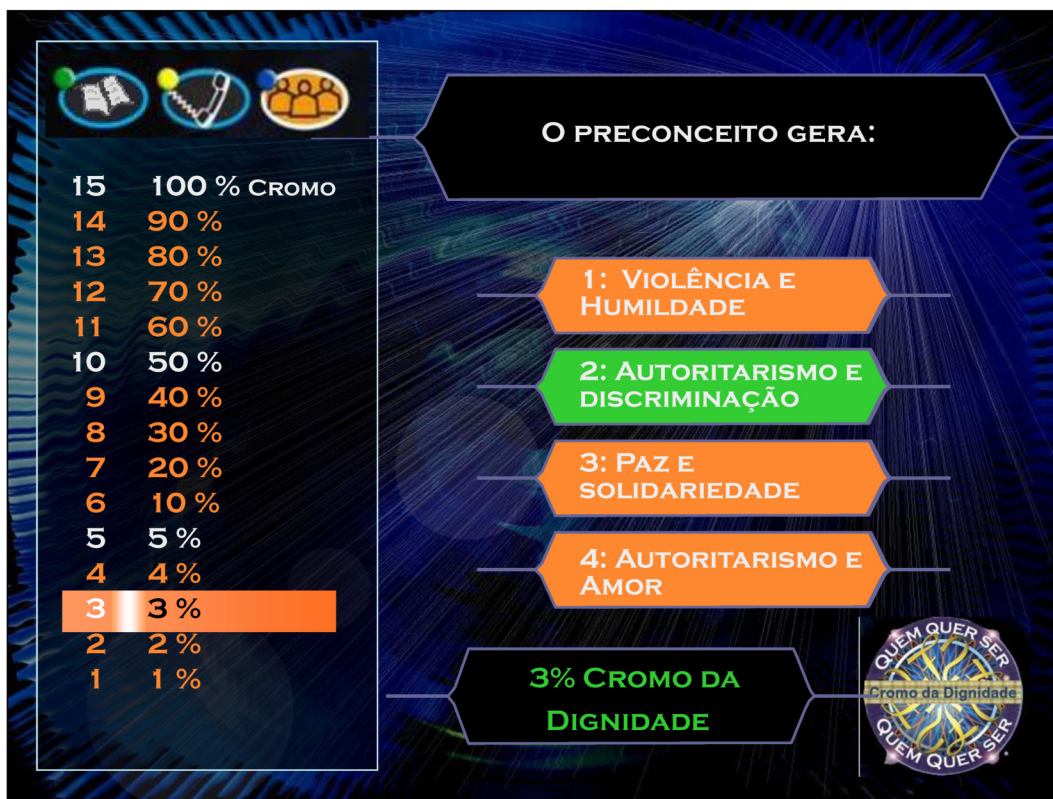 O PRECONCEITO GERA:
15 100 % CROMO
14 90 %
13 80 %
12 70 %
11 60 %
10 50 %
9 40 %
8 30 %
7 20 %
6 10 %
5 5 %
4 4 %
3 3 %
2 2 %
1 1 %
1: VIOLÊNCIA E
HUMILDADE
2: AUTORITARISMO E
DISCRIMINAÇÃO
3: PAZ E
SOLIDARIEDADE
4: AUTORITARISMO E
AMOR
3% CROMO DA
DIGNIDADE
QUEM QUER SER
Cromo da Dignidade
QUEM QUER SER